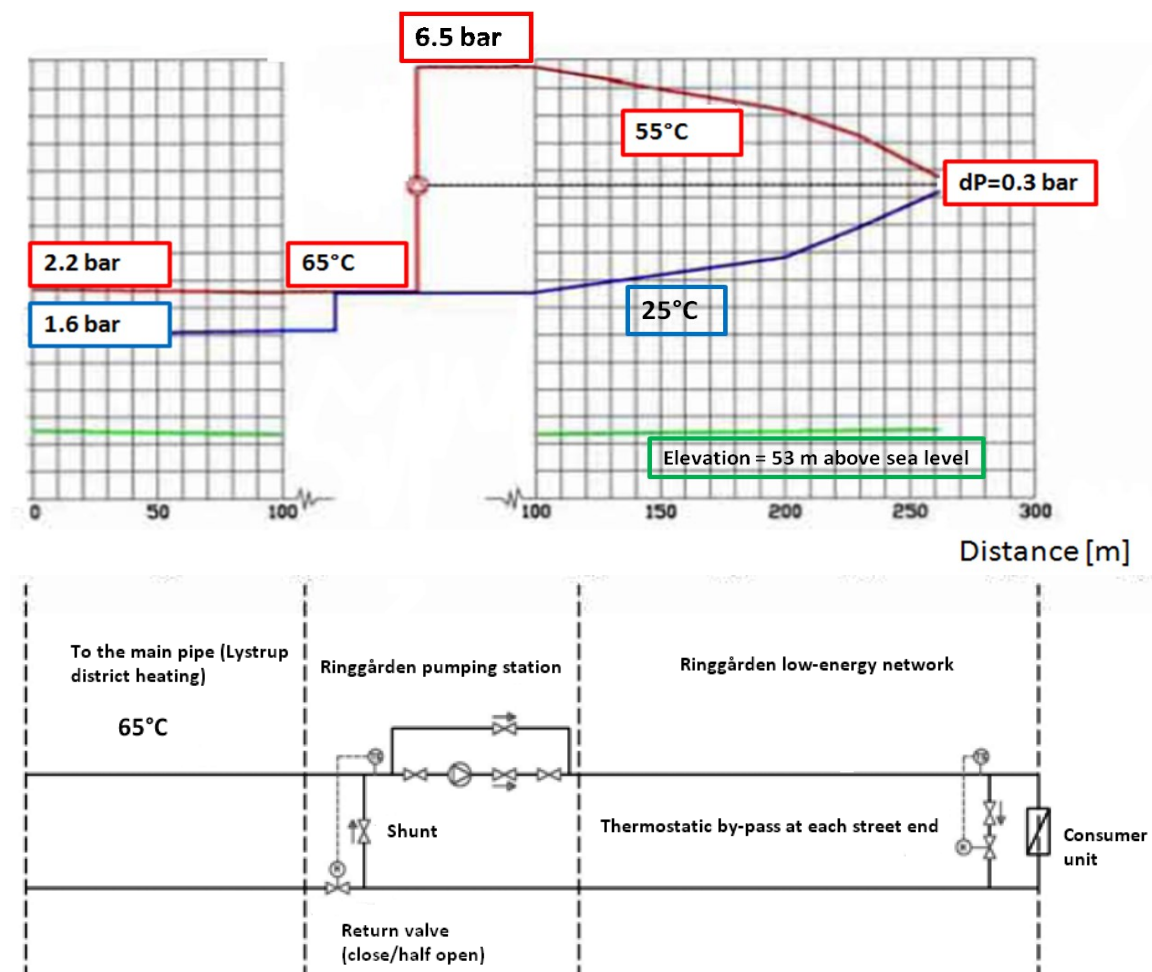 6.5 bar
55°C
dP=0.3 bar
2.2 bar
65°C
1.6 bar
25°C
Elevation = 53 m above sea level
0
50
100
100
150
200
250
300
Distance [m]
To the main pipe (Lystrup
district heating)
65°C
Ringgården pumping station
Ringgården low-energy network
Shunt
Thermostatic by-pass at each street end
Consumer
unit
M
M
Return valve
(close/half open)